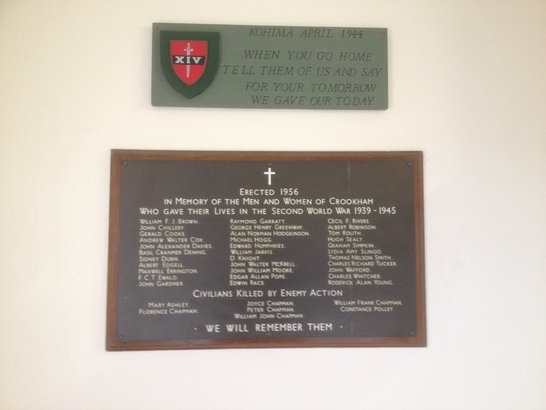 KOHIMA APRIL 1944
XIV
WHEN YOU GO HOME
TELL THEM OF US AND SAY
FOR YOUR TOMORROW
WE GAVE OUR TODAY
ERECTED 1956
IN MEMORY OF THE MEN AND WOMEN OF CROOKHAM
WHO GAVE THEIR LIVES IN THE SECOND WORLD WAR 1939-1945
WILLIAM F. J. BROWN.
JOHN CHILLERY.
GERALD COOKE.
ANDREW WALTER COX.
JOHN ALEXANDER DAVIES.
BASIL CRANMER DENING.
SIDNEY DUNN.
ALBERT EDGELL.
MAXWELL ERRINGTON.
F. C. T. EWALD.
JOHN GARDNER.
RAYMOND GARRATT.
GEORGE HENRY GREENWAY.
ALAN NORMAN HODGKINSON.
MICHAEL HOGG.
EDWARD HUMPHRIES.
WILLIAM JARVIS.
D. KNIGHT.
JOHN WALTER MCKRELL.
JOHN WILLIAM MOORE.
EDGAR ALLAN POPE.
EDWIN RACE
CECIL F. RIVERS.
ALBERT ROBINSON.
TOM ROUTH.
HUGH SEALY.
GRAHAM SIMPKIN.
LYDIA AMY SLINGO.
THOMAS NELSON SMITH.
CHARLES RICHARD TUCKER.
JOHN WAFFORD.
CHARLES WHITCHER.
RODERICK ALAN YOUNG.
CIVILIANS KILLED BY ENEMY ACTION
MARY ASHLEY.
FLORENCE CHAPMAN.
JOYCE CHAPMAN.
PETER CHAPMAN.
WILLIAM JOHN CHAPMAN.
WILLIAM FRANK CHAPMAN.
CONSTANCE POLLEY.
· WE WILL REMEMBER THEM ·